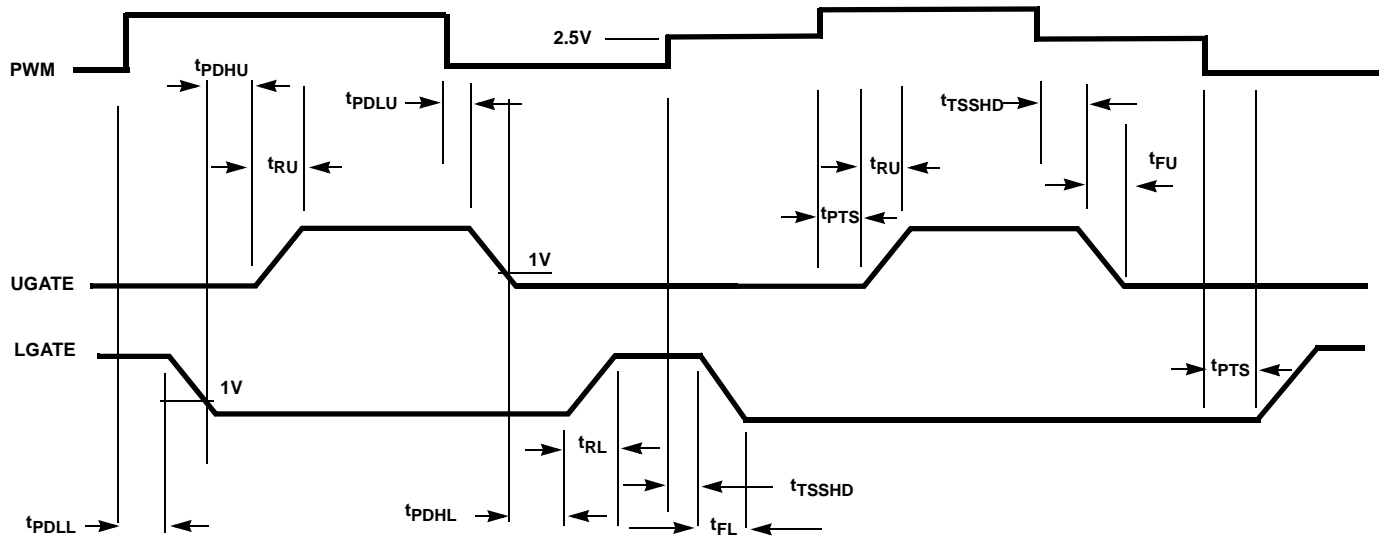 2.5V
PWM
tPDHU
tPDLU
tTSSHD
tRU
tRU
tFU
tPTS
1V
UGATE
LGATE
1V
tPTS
tRL
tTSSHD
tPDLL
tPDHL
tFL